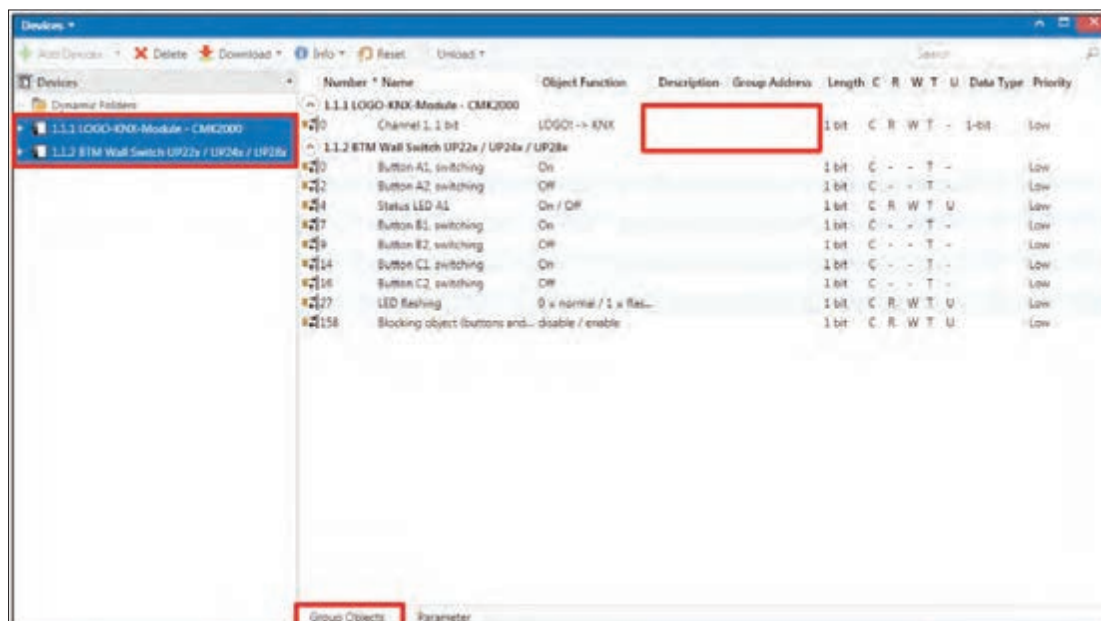 Devices
Add Devices Delete Download Info Reset Unload Search
Devices
Number Name Object Function Description Group Address Length C R W T U Data Type Priority
Dynamic Folders
1.1.1 LOGO-KNX-Module - CMK2000
1.1.1 LOGO-KNX-Module - CMK2000
0 Channel 1, 1 bit LOGO! -> KNX 1 bit C R W T - 1-bit Low
1.1.2 BTM Wall Switch UP22x / UP24x / UP28x
1.1.2 BTM Wall Switch UP22x / UP24x / UP28x
0 Button A1, switching On 1 bit C - - T - Low
2 Button A2, switching Off 1 bit C - - T - Low
4 Status LED A1 On / Off 1 bit C R W T U Low
7 Button B1, switching On 1 bit C - - T - Low
9 Button B2, switching Off 1 bit C - - T - Low
14 Button C1, switching On 1 bit C - - T - Low
16 Button C2, switching Off 1 bit C - - T - Low
27 LED flashing 0 x normal / 1 x flas... 1 bit C R W T U Low
158 Blocking object (buttons and... disable / enable 1 bit C R W T U Low
Group Objects Parameter